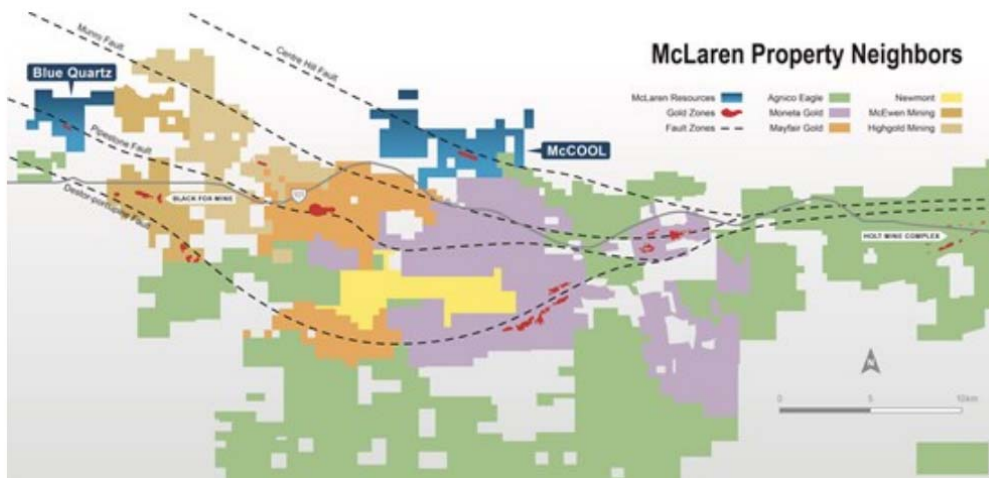 Munro Fault
Centre Hill Fault
McLaren Property Neighbors
Blue Quartz
McLaren Resources
Agnico Eagle
Newmont
Gold Zones
Moneta Gold
McEwen Mining
Fault Zones
Mayfair Gold
Highgold Mining
Pipestone Fault
McCOOL
Destor-porcupine Fault
BLACK FOX MINE
101
HOLT MINE COMPLEX
N
0 5 10km